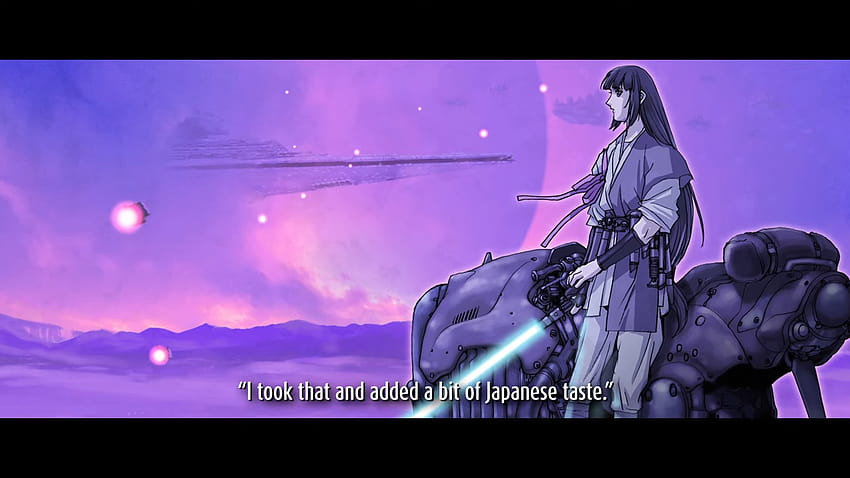 “I took that and added a bit of Japanese taste.”